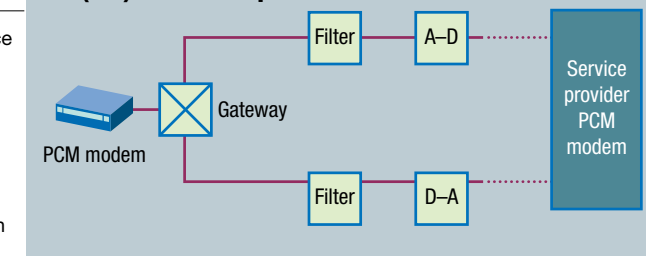 Filter
A–D
Service
provider
PCM
modem
Gateway
PCM modem
Filter
D–A